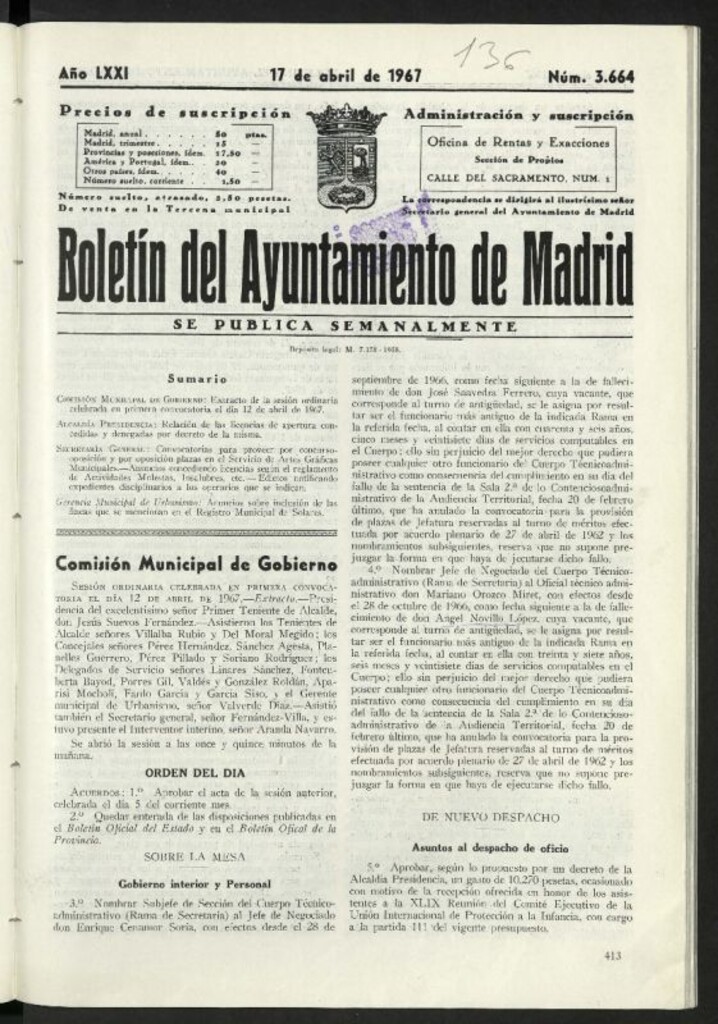 136
Año LXXI
17 de abril de 1967
Núm. 3.664
Precios de suscripción
Madrid, anual . . . . . . 60 ptas.
Madrid, trimestre . . . . . 15 —
Provincias y posesiones, ídem. 17,50 —
América y Portugal, ídem. . 20 —
Otros países, ídem. . . . . 40 —
Número suelto, corriente . . 1,50 —
Número suelto, atrasado, 2,50 pesetas.
De venta en la Tercena municipal
Administración y suscripción
Oficina de Rentas y Exacciones
Sección de Propios
CALLE DEL SACRAMENTO, NUM. 1
La correspondencia se dirigirá al ilustrísimo señor
Secretario general del Ayuntamiento de Madrid
Boletín del Ayuntamiento de Madrid
SE PUBLICA SEMANALMENTE
Depósito legal: M. 7.178 - 1958.
Sumario
COMISIÓN MUNICIPAL DE GOBIERNO: Extracto de la sesión ordinaria
celebrada en primera convocatoria el día 12 de abril de 1967.
ALCALDÍA PRESIDENCIA: Relación de las licencias de apertura con-
cedidas y denegadas por decreto de la misma.
SECRETARÍA GENERAL: Convocatorias para proveer por concurso-
oposición y por oposición plazas en el Servicio de Artes Gráficas
Municipales.—Anuncios concediendo licencias según el reglamento
de Actividades Molestas, Insalubres, etc.—Edictos notificando
expedientes disciplinarios a los operarios que se indican.
Gerencia Municipal de Urbanismo: Anuncios sobre inclusión de las
fincas que se mencionan en el Registro Municipal de Solares.
Comisión Municipal de Gobierno
SESIÓN ORDINARIA CELEBRADA EN PRIMERA CONVOCA-
TORIA EL DÍA 12 DE ABRIL DE 1967.—Extracto.—Presi-
dencia del excelentísimo señor Primer Teniente de Alcalde,
don Jesús Suevos Fernández.—Asistieron los Tenientes de
Alcalde señores Villalba Rubio y Del Moral Megido; los
Concejales señores Pérez Hernández, Sánchez Agesta, Pla-
nelles Guerrero, Pérez Pillado y Soriano Rodríguez; los
Delegados de Servicio señores Linares Sánchez, Fontcu-
berta Bayod, Porres Gil, Valdés y González Roldán, Apa-
risi Mocholí, Fardo García y García Siso, y el Gerente
municipal de Urbanismo, señor Valverde Díaz.—Asistió
también el Secretario general, señor Fernández-Villa, y es-
tuvo presente el Interventor interino, señor Aranda Navarro.
Se abrió la sesión a las once y quince minutos de la
mañana.
ORDEN DEL DIA
ACUERDOS: 1.º Aprobar el acta de la sesión anterior,
celebrada el día 5 del corriente mes.
2.º Quedar enterada de las disposiciones publicadas en
el Boletín Oficial del Estado y en el Boletín Oficial de la
Provincia.
SOBRE LA MESA
Gobierno interior y Personal
3.º Nombrar Subjefe de Sección del Cuerpo Técnico-
administrativo (Rama de Secretaría) al Jefe de Negociado
don Enrique Cenamor Soria, con efectos desde el 28 de
septiembre de 1966, como fecha siguiente a la de falleci-
miento de don José Saavedra Ferrero, cuya vacante, que
corresponde al turno de antigüedad, se le asigna por resul-
tar ser el funcionario más antiguo de la indicada Rama en
la referida fecha, al contar en ella con cuarenta y seis años,
cinco meses y veintisiete días de servicios computables en
el Cuerpo; ello sin perjuicio del mejor derecho que pudiera
poseer cualquier otro funcionario del Cuerpo Técnicoadmi-
nistrativo como consecuencia del cumplimiento en su día del
fallo de la sentencia de la Sala 2.ª de lo Contenciosoadmi-
nistrativo de la Audiencia Territorial, fecha 20 de febrero
último, que ha anulado la convocatoria para la provisión
de plazas de Jefatura reservadas al turno de méritos efec-
tuada por acuerdo plenario de 27 de abril de 1962 y los
nombramientos subsiguientes, reserva que no supone pre-
juzgar la forma en que haya de ejecutarse dicho fallo.
4.º Nombrar Jefe de Negociado del Cuerpo Técnico-
administrativo (Rama de Secretaría) al Oficial técnico admi-
nistrativo don Mariano Orozco Miret, con efectos desde
el 28 de octubre de 1966, como fecha siguiente a la de falle-
cimiento de don Angel Novillo López, cuya vacante, que
corresponde al turno de antigüedad, se le asigna por resul-
tar ser el funcionario más antiguo de la indicada Rama en
la referida fecha, al contar en ella con treinta y siete años,
seis meses y veintisiete días de servicios computables en el
Cuerpo; ello sin perjuicio del mejor derecho que pudiera
poseer cualquier otro funcionario del Cuerpo Técnicoadmi-
nistrativo como consecuencia del cumplimiento en su día
del fallo de la sentencia de la Sala 2.ª de lo Contencioso-
administrativo de la Audiencia Territorial, fecha 20 de
febrero último, que ha anulado la convocatoria para la pro-
visión de plazas de Jefatura reservadas al turno de méritos
efectuada por acuerdo plenario de 27 de abril de 1962 y los
nombramientos subsiguientes, reserva que no supone pre-
juzgar la forma en que haya de ejecutarse dicho fallo.
DE NUEVO DESPACHO
Asuntos al despacho de oficio
5.º Aprobar, según lo propuesto por un decreto de la
Alcaldía Presidencia, un gasto de 10.270 pesetas, ocasionado
con motivo de la recepción ofrecida en honor de los asis-
tentes a la XLIX Reunión del Comité Ejecutivo de la
Unión Internacional de Protección a la Infancia, con cargo
a la partida 111 del vigente presupuesto.
413